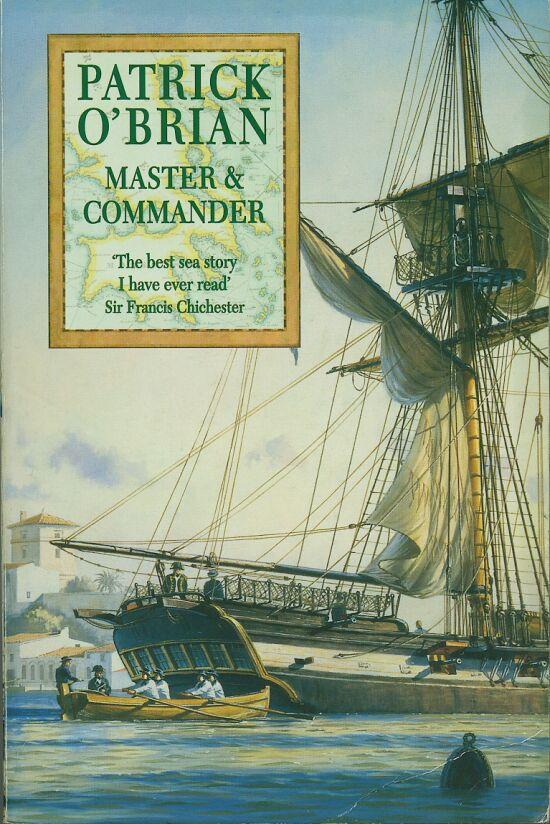 PATRICK
O'BRIAN
MASTER &
COMMANDER
‘The best sea story
I have ever read’
Sir Francis Chichester